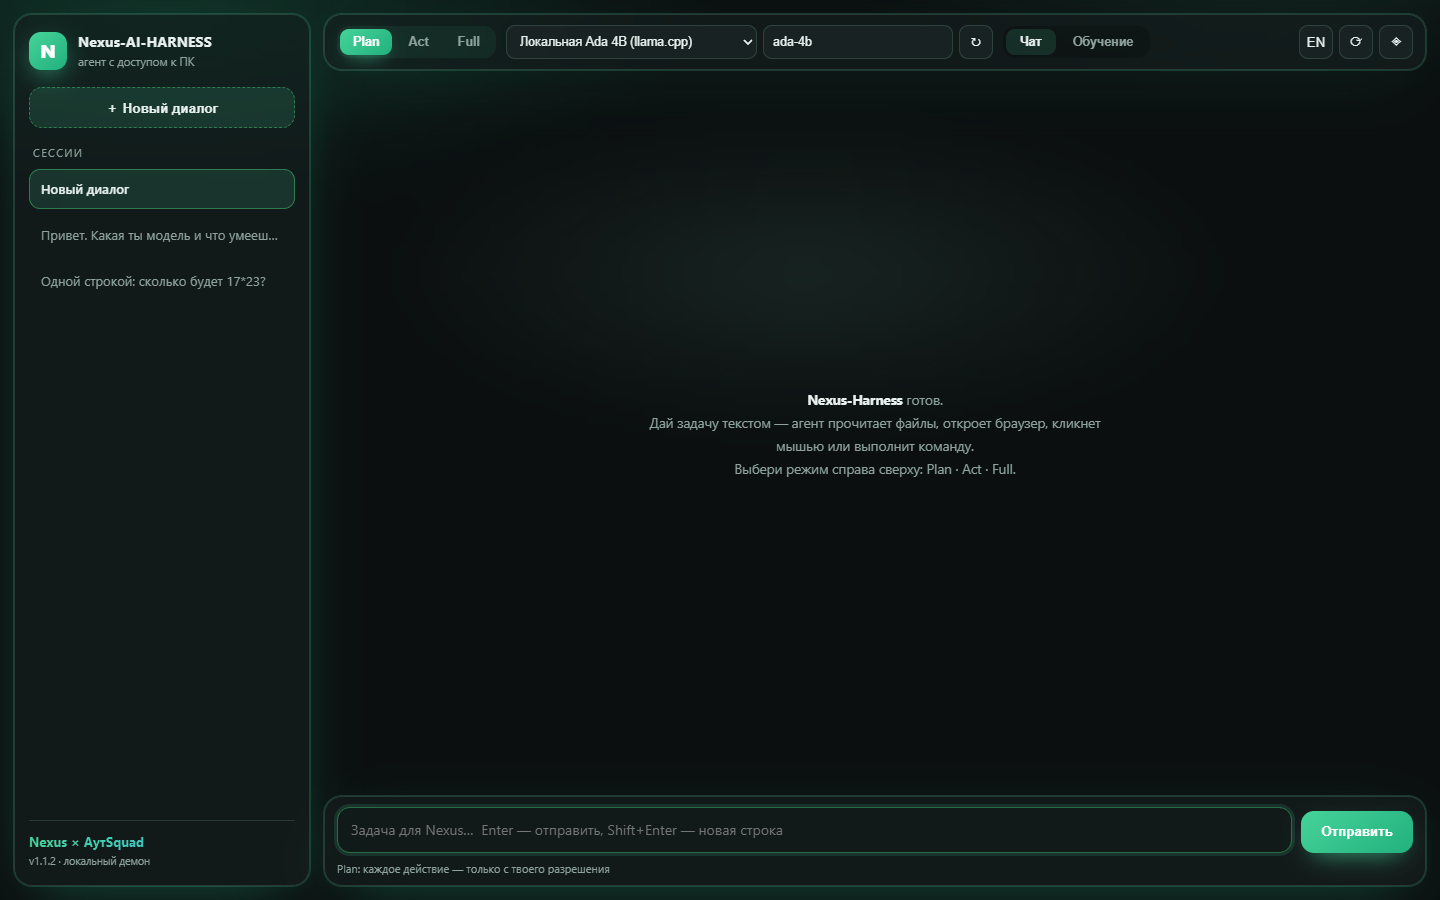 N
Nexus-AI-HARNESS
агент с доступом к ПК
+ Новый диалог
СЕССИИ
Новый диалог
Привет. Какая ты модель и что умееш...
Одной строкой: сколько будет 17*23?
Nexus × АутSquad
v1.1.2 · локальный демон
Plan Act Full Локальная Ada 4B (llama.cpp) ada-4b ↻ Чат Обучение EN
Nexus-Harness готов.
Дай задачу текстом — агент прочитает файлы, откроет браузер, кликнет
мышью или выполнит команду.
Выбери режим справа сверху: Plan · Act · Full.
Задача для Nexus... Enter — отправить, Shift+Enter — новая строка
Отправить
Plan: каждое действие — только с твоего разрешения